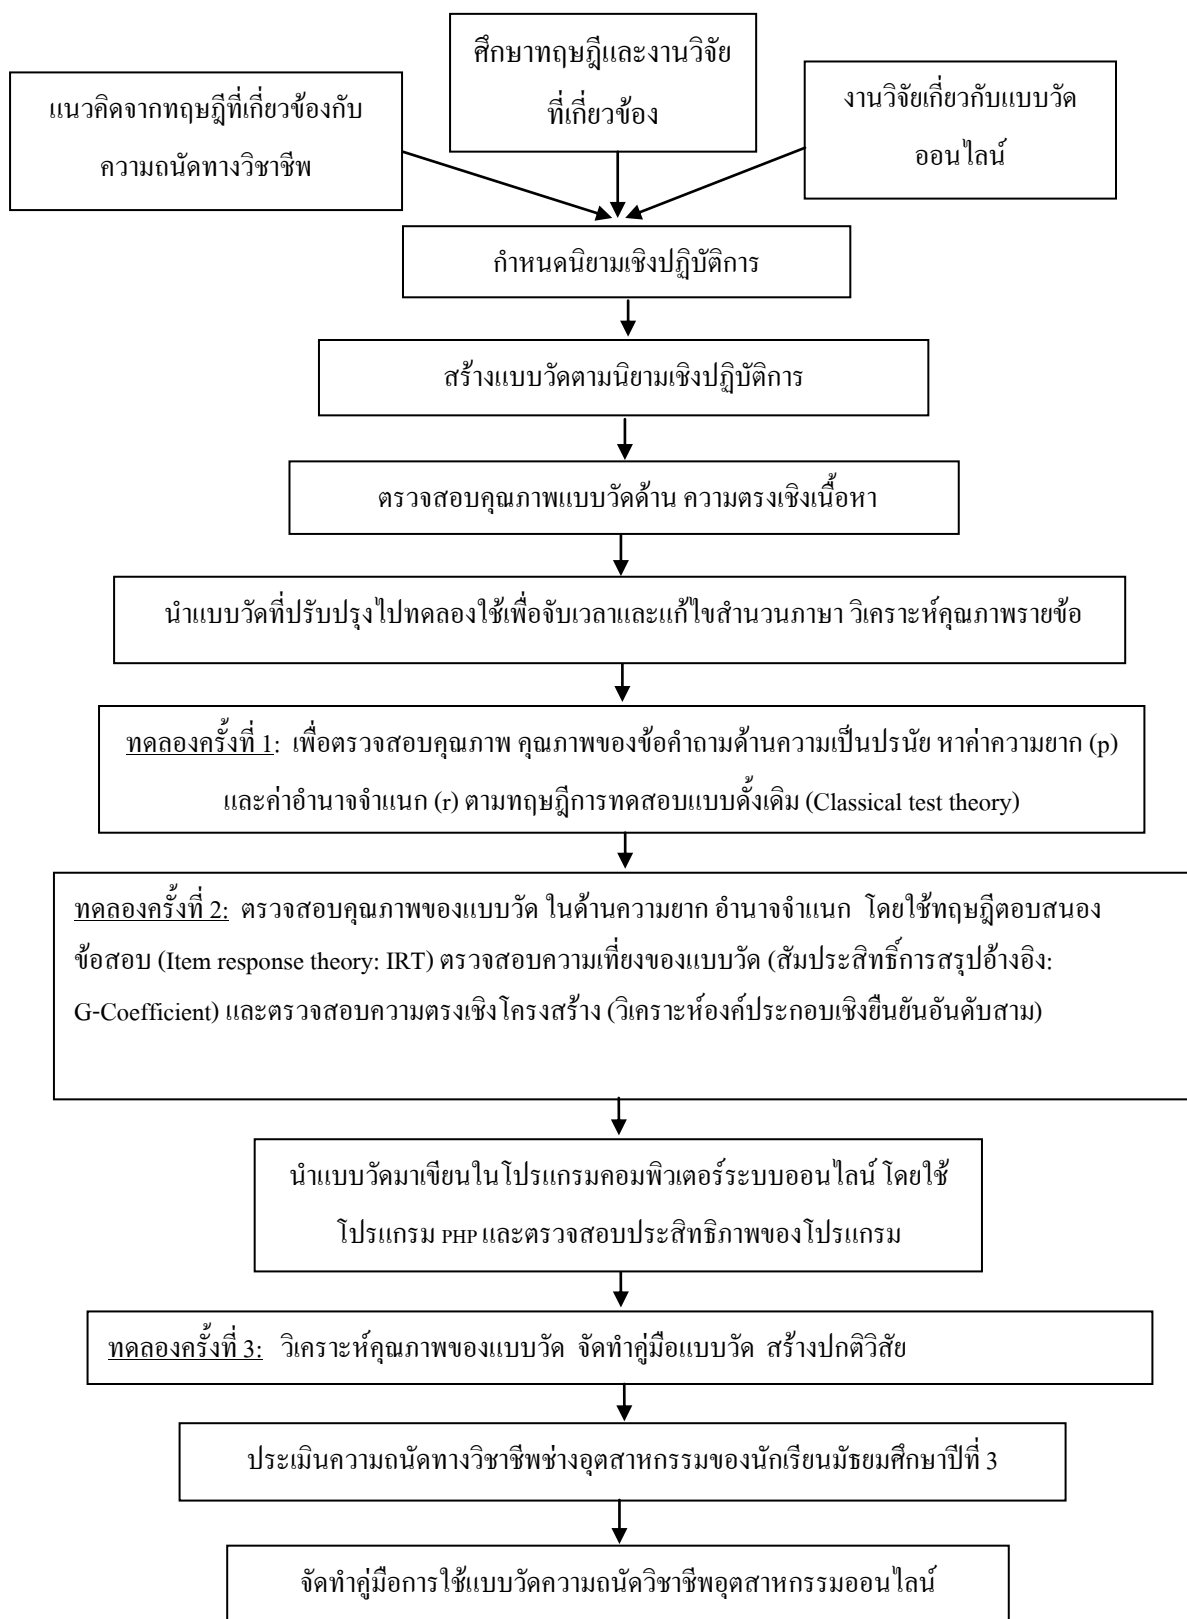 ศึกษาทฤษฎีและงานวิจัย
ที่เกี่ยวข้อง
แนวคิดจากทฤษฎีที่เกี่ยวข้องกับ
ความถนัดทางวิชาชีพ
งานวิจัยเกี่ยวกับแบบวัด
ออนไลน์
กำหนดนิยามเชิงปฏิบัติการ
สร้างแบบวัดตามนิยามเชิงปฏิบัติการ
ตรวจสอบคุณภาพแบบวัดด้าน ความตรงเชิงเนื้อหา
นำแบบวัดที่ปรับปรุงไปทดลองใช้เพื่อจับเวลาและแก้ไขสำนวนภาษา วิเคราะห์คุณภาพรายข้อ
ทดลองครั้งที่ 1: เพื่อตรวจสอบคุณภาพ คุณภาพของข้อคำถามด้านความเป็นปรนัย หาค่าความยาก (p)
และค่าอำนาจจำแนก (r) ตามทฤษฎีการทดสอบแบบดั้งเดิม (Classical test theory)
ทดลองครั้งที่ 2: ตรวจสอบคุณภาพของแบบวัด ในด้านความยาก อำนาจจำแนก โดยใช้ทฤษฎีตอบสนอง
ข้อสอบ (Item response theory: IRT) ตรวจสอบความเที่ยงของแบบวัด (สัมประสิทธิ์การสรุปอ้างอิง:
G-Coefficient) และตรวจสอบความตรงเชิงโครงสร้าง (วิเคราะห์องค์ประกอบเชิงยืนยันอันดับสาม)
นำแบบวัดมาเขียนในโปรแกรมคอมพิวเตอร์ระบบออนไลน์ โดยใช้
โปรแกรม PHP และตรวจสอบประสิทธิภาพของโปรแกรม
ทดลองครั้งที่ 3: วิเคราะห์คุณภาพของแบบวัด จัดทำคู่มือแบบวัด สร้างปกติวิสัย
ประเมินความถนัดทางวิชาชีพช่างอุตสาหกรรมของนักเรียนมัธยมศึกษาปีที่ 3
จัดทำคู่มือการใช้แบบวัดความถนัดวิชาชีพอุตสาหกรรมออนไลน์